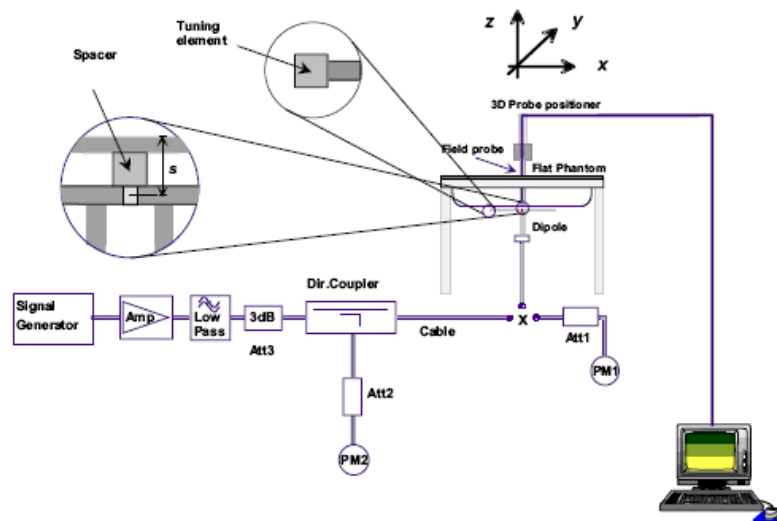 Tuning
element
Spacer
z
y
x
3D Probe positioner
Field probe
Flat Phantom
s
Dipole
Dir.Coupler
Signal
Generator
Amp
Low
Pass
3dB
Att3
Cable
X
Att1
PM1
Att2
PM2